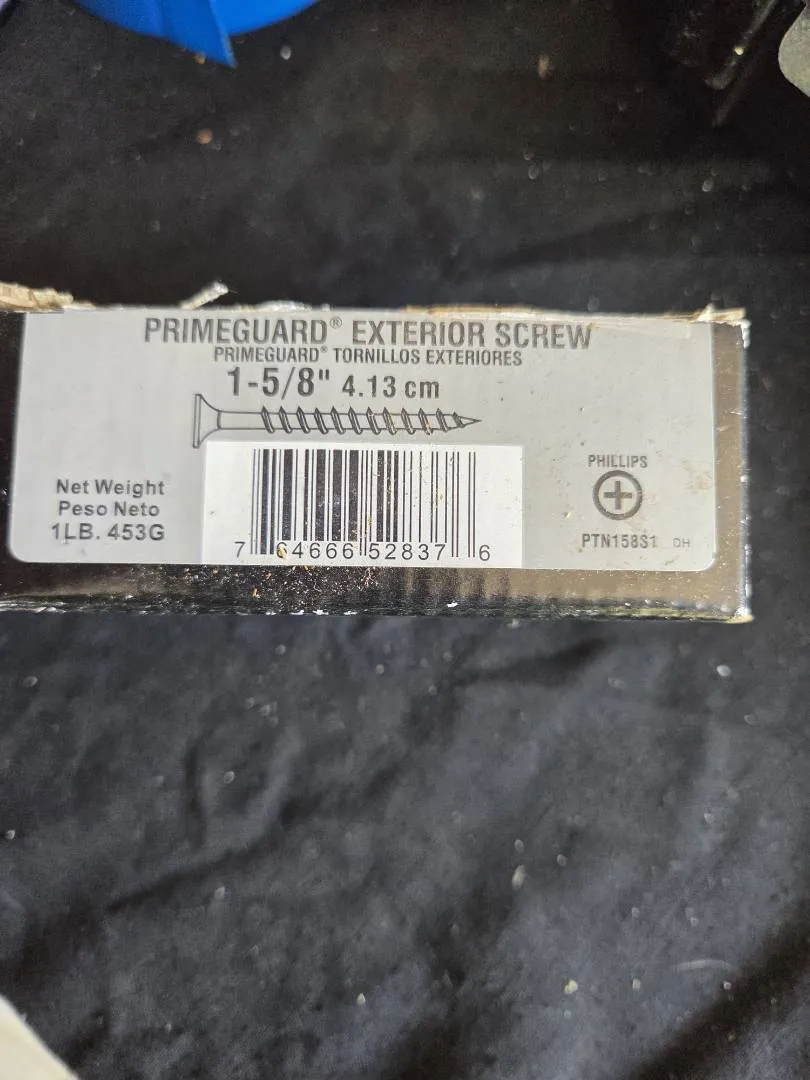 PRIMEGUARD® EXTERIOR SCREW
PRIMEGUARD® TORNILLOS EXTERIORES
1-5/8" 4.13 cm
Net Weight
Peso Neto
1LB. 453G
7 64666 52837 6
PHILLIPS
PTN158S1 DH